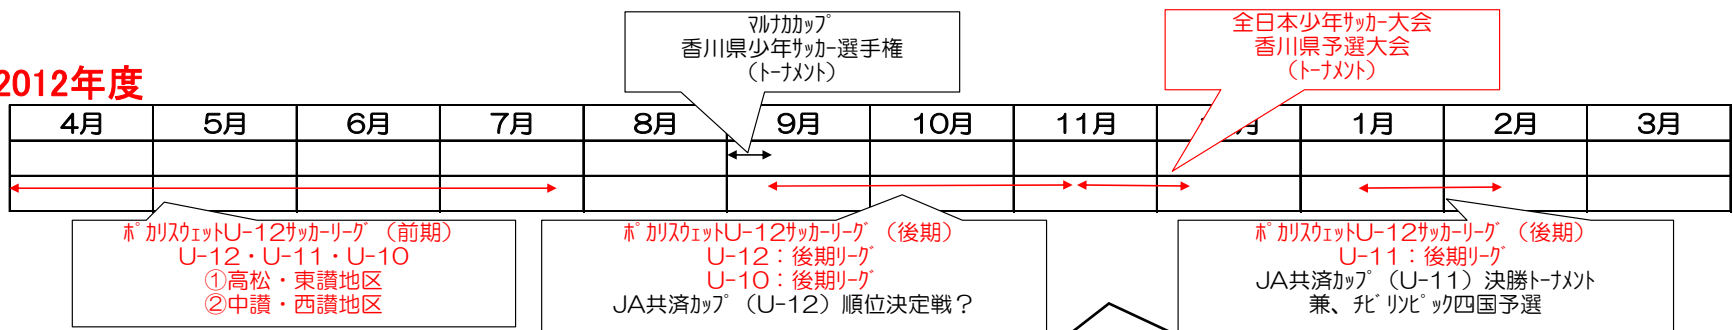 ﾏﾙﾅｶｶｯﾌﾟ
香川県少年ｻｯｶｰ選手権
(ﾄｰﾅﾒﾝﾄ)
全日本少年ｻｯｶｰ大会
香川県予選大会
(ﾄｰﾅﾒﾝﾄ)
2012年度
4月 5月 6月 7月 8月 9月 10月 11月 月 1月 2月 3月
ﾎﾟｶﾘｽｳｪｯﾄU-12ｻｯｶｰﾘｰｸﾞ（前期）
U-12・U-11・U-10
①高松・東讃地区
②中讃・西讃地区
ﾎﾟｶﾘｽｳｪｯﾄU-12ｻｯｶｰﾘｰｸﾞ（後期）
U-12：後期ﾘｰｸﾞ
U-10：後期ﾘｰｸﾞ
JA共済ｶｯﾌﾟ（U-12）順位決定戦？
ﾎﾟｶﾘｽｳｪｯﾄU-12ｻｯｶｰﾘｰｸﾞ（後期）
U-11：後期ﾘｰｸﾞ
JA共済ｶｯﾌﾟ（U-11）決勝ﾄｰﾅﾒﾝﾄ
兼、ﾁﾋﾞﾘﾝﾋﾟｯｸ四国予選